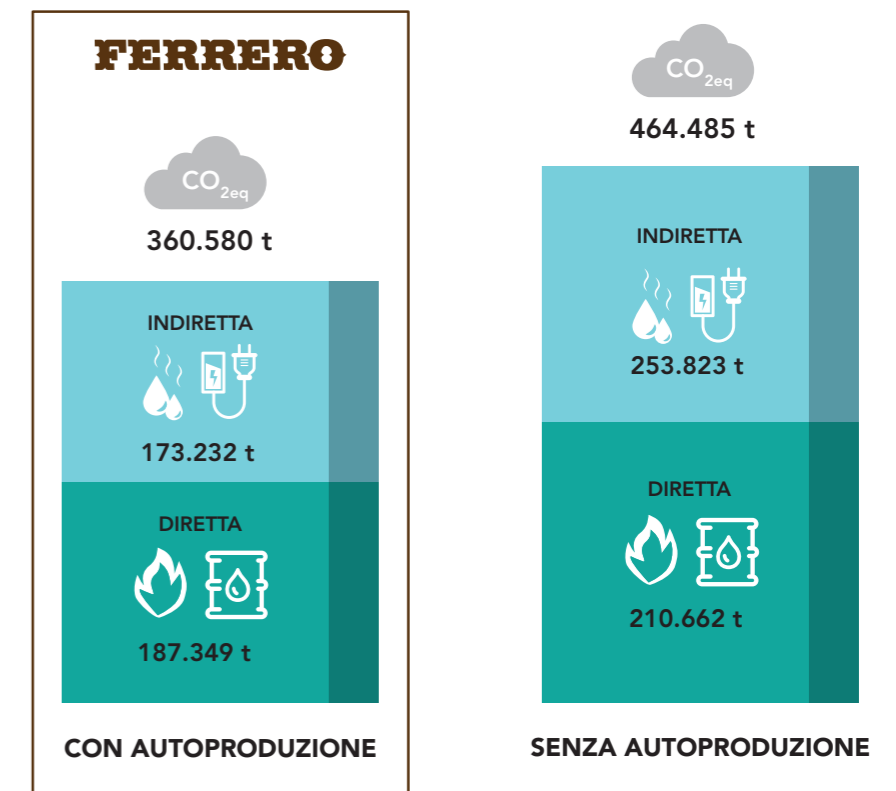 FERRERO
CO2eq
360.580 t
INDIRETTA
173.232 t
DIRETTA
187.349 t
CON AUTOPRODUZIONE
CO2eq
464.485 t
INDIRETTA
253.823 t
DIRETTA
210.662 t
SENZA AUTOPRODUZIONE